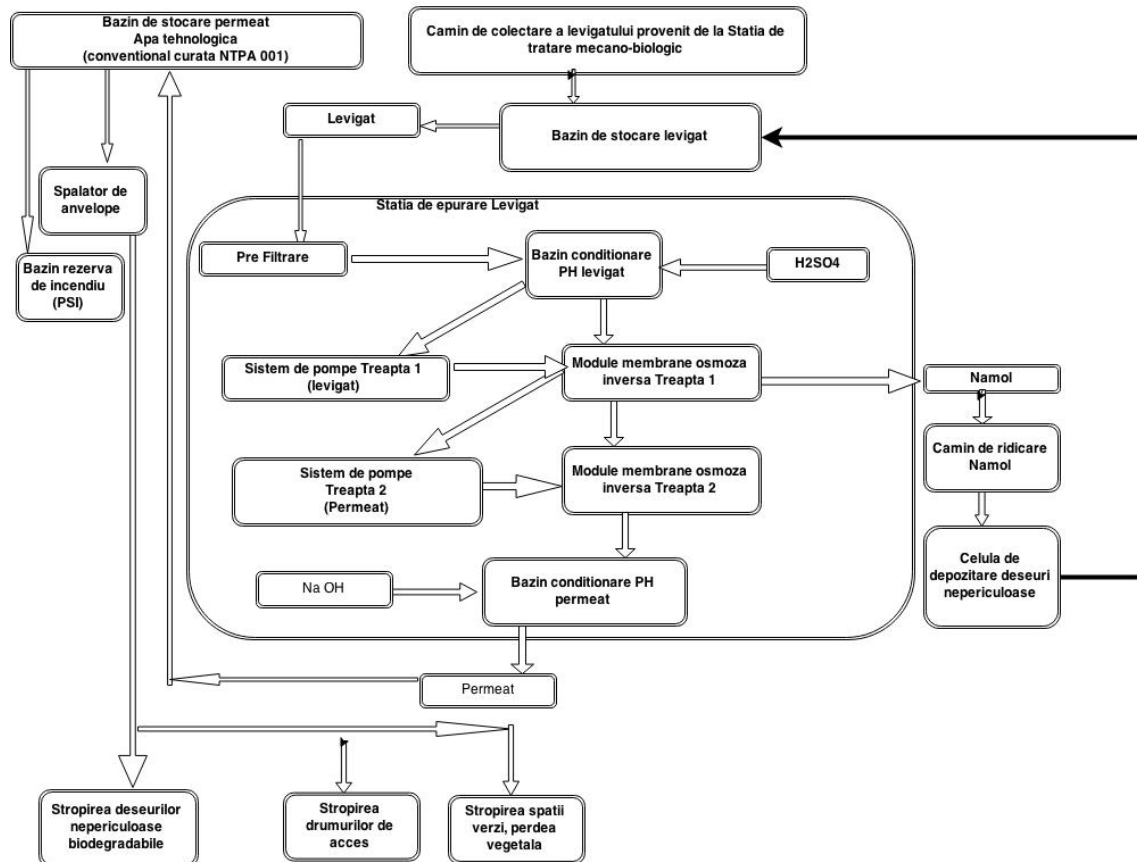 Bazin de stocare permeat
Apa tehnologica
(conventional curata NTPA 001)
Camin de colectare a levigatului provenit de la Statia de
tratare mecano-biologic
Levigat
Bazin de stocare levigat
Spalator de
anvelope
Statia de epurare Levigat
Pre Filtrare
Bazin conditionare
PH levigat
H2SO4
Bazin rezerva
de incendiu
(PSI)
Sistem de pompe Treapta 1
(levigat)
Module membrane osmoza
inversa Treapta 1
Namol
Camin de ridicare
Namol
Sistem de pompe
Treapta 2
(Permeat)
Module membrane osmoza
inversa Treapta 2
Celula de
depozitare deseuri
nepericuloase
Na OH
Bazin conditionare PH
permeat
Permeat
Stropirea deseurilor
nepericuloase
biodegradabile
Stropirea
drumurilor de
acces
Stropirea spatii
verzi, perdea
vegetala